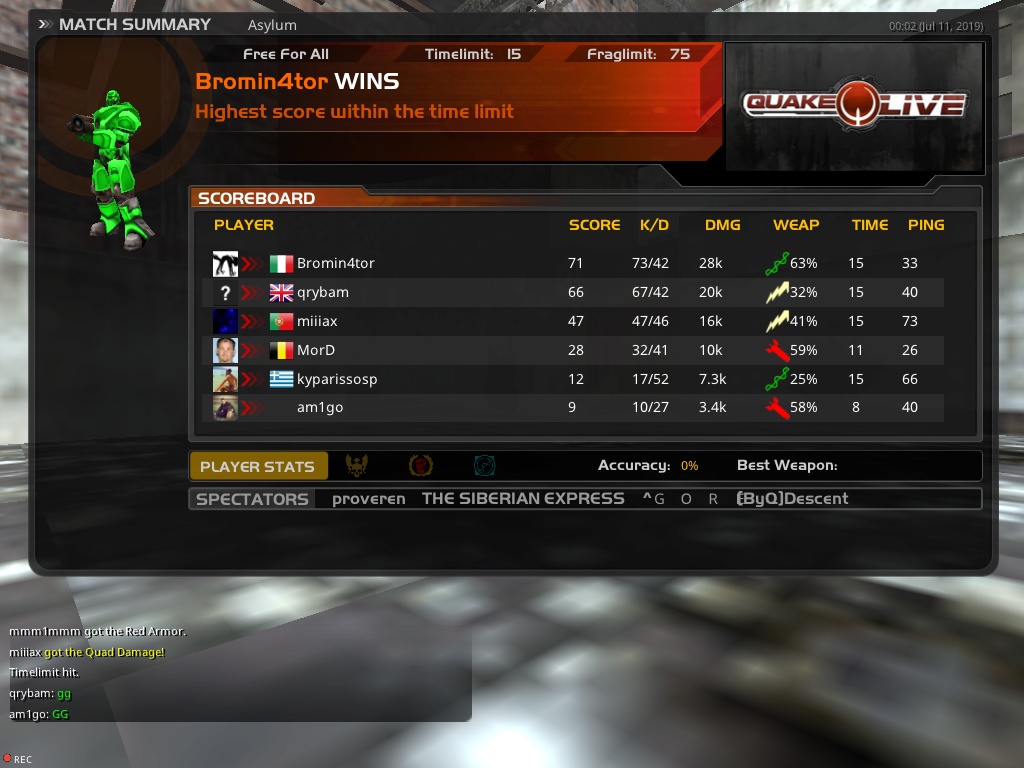 MATCH SUMMARY Asylum 00:02 (Jul 11, 2019)
Free For All Timelimit: 15 Fraglimit: 75
Bromin4tor WINS
Highest score within the time limit
QUAKE LIVE
SCOREBOARD
PLAYER SCORE K/D DMG WEAP TIME PING
Bromin4tor 71 73/42 28k 63% 15 33
? qrybam 66 67/42 20k 32% 15 40
miiiax 47 47/46 16k 41% 15 73
MorD 28 32/41 10k 59% 11 26
kyparissosp 12 17/52 7.3k 25% 15 66
am1go 9 10/27 3.4k 58% 8 40
PLAYER STATS Accuracy: 0% Best Weapon:
SPECTATORS proveren THE SIBERIAN EXPRESS ^G O R [ByQ]Descent
mmm1mmm got the Red Armor.
miiiax got the Quad Damage!
Timelimit hit.
qrybam: gg
am1go: GG
REC